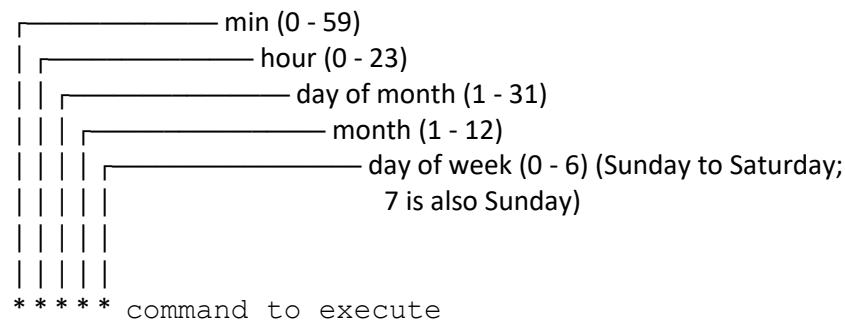 min (0 - 59)
hour (0 - 23)
day of month (1 - 31)
month (1 - 12)
day of week (0 - 6) (Sunday to Saturday;
7 is also Sunday)
* * * * * command to execute